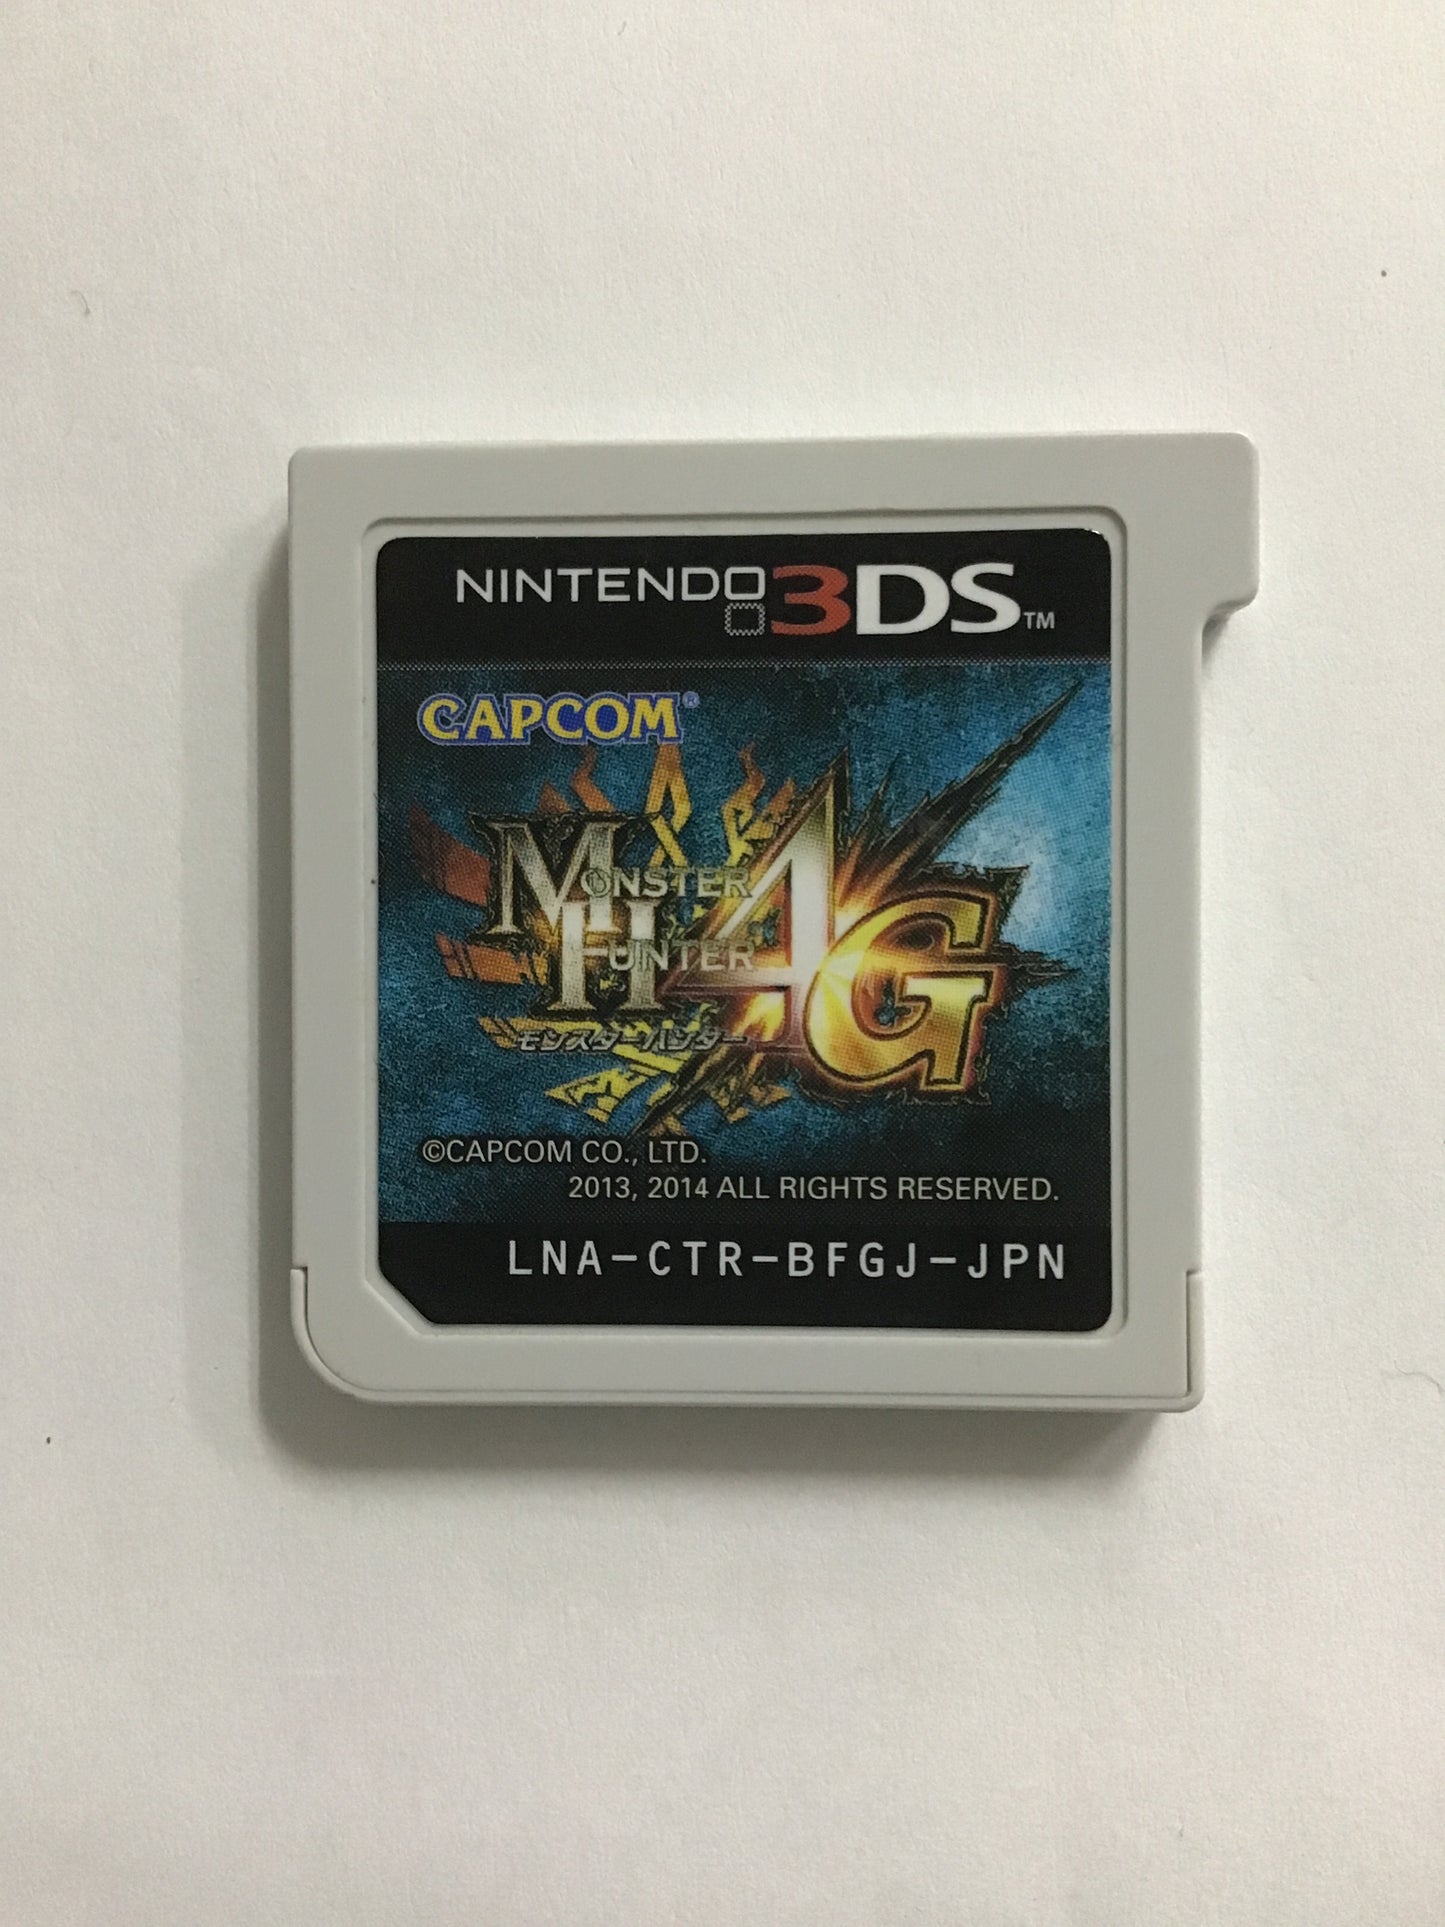 NINTENDO 3DS™
CAPCOM®
MONSTER
HUNTER
4G
モンスターハンター
©CAPCOM CO., LTD.
2013, 2014 ALL RIGHTS RESERVED.
LNA-CTR-BFGJ-JPN